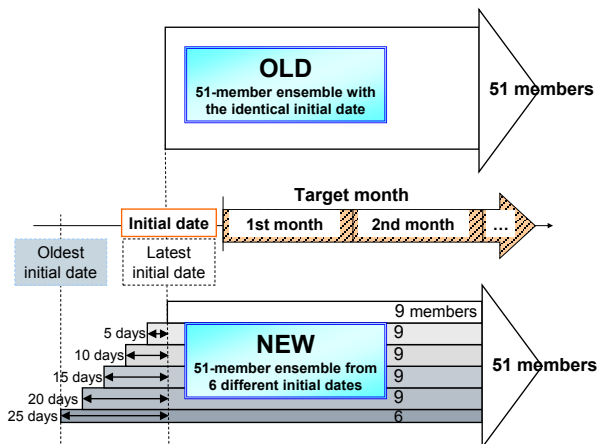 OLD
51-member ensemble with
the identical initial date
51 members
Target month
Initial date
1st month
2nd month
...
Oldest
initial date
Latest
initial date
9 members
5 days
9
10 days
9
15 days
9
20 days
9
25 days
6
NEW
51-member ensemble from
6 different initial dates
51 members